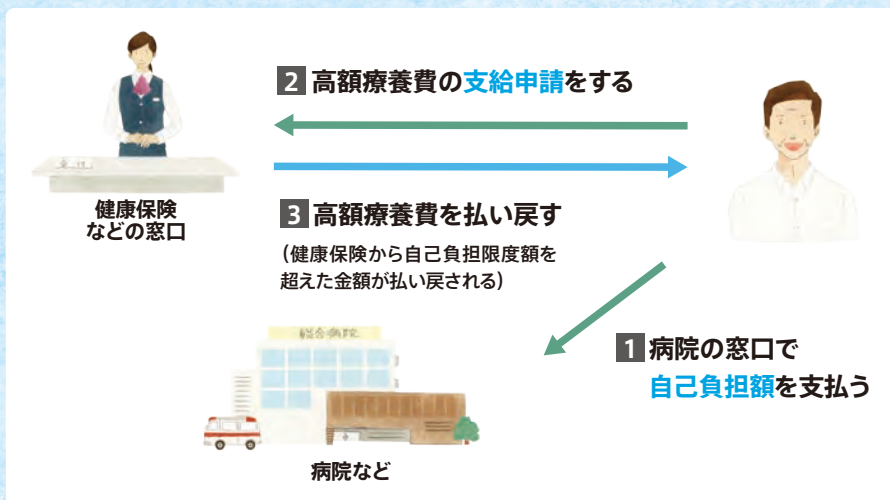 2 高額療養費の支給申請をする
健康保険
などの窓口
3 高額療養費を払い戻す
（健康保険から自己負担限度額を
超えた金額が払い戻される）
総合病院
1 病院の窓口で
自己負担額を支払う
病院など